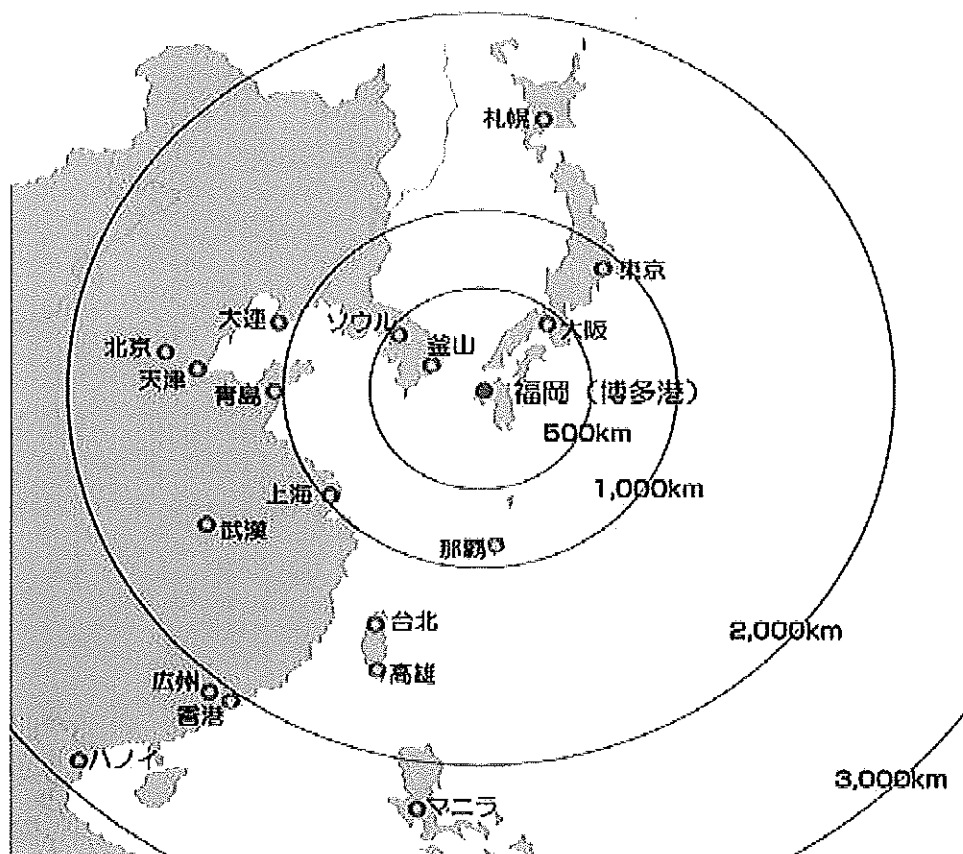 札幌
東京
大連
ソウル
大阪
北京
釜山
天津
青島
福岡（博多港）
500km
1,000km
上海
武漢
那覇
台北
2,000km
高雄
広州
香港
ハノイ
3,000km
マニラ